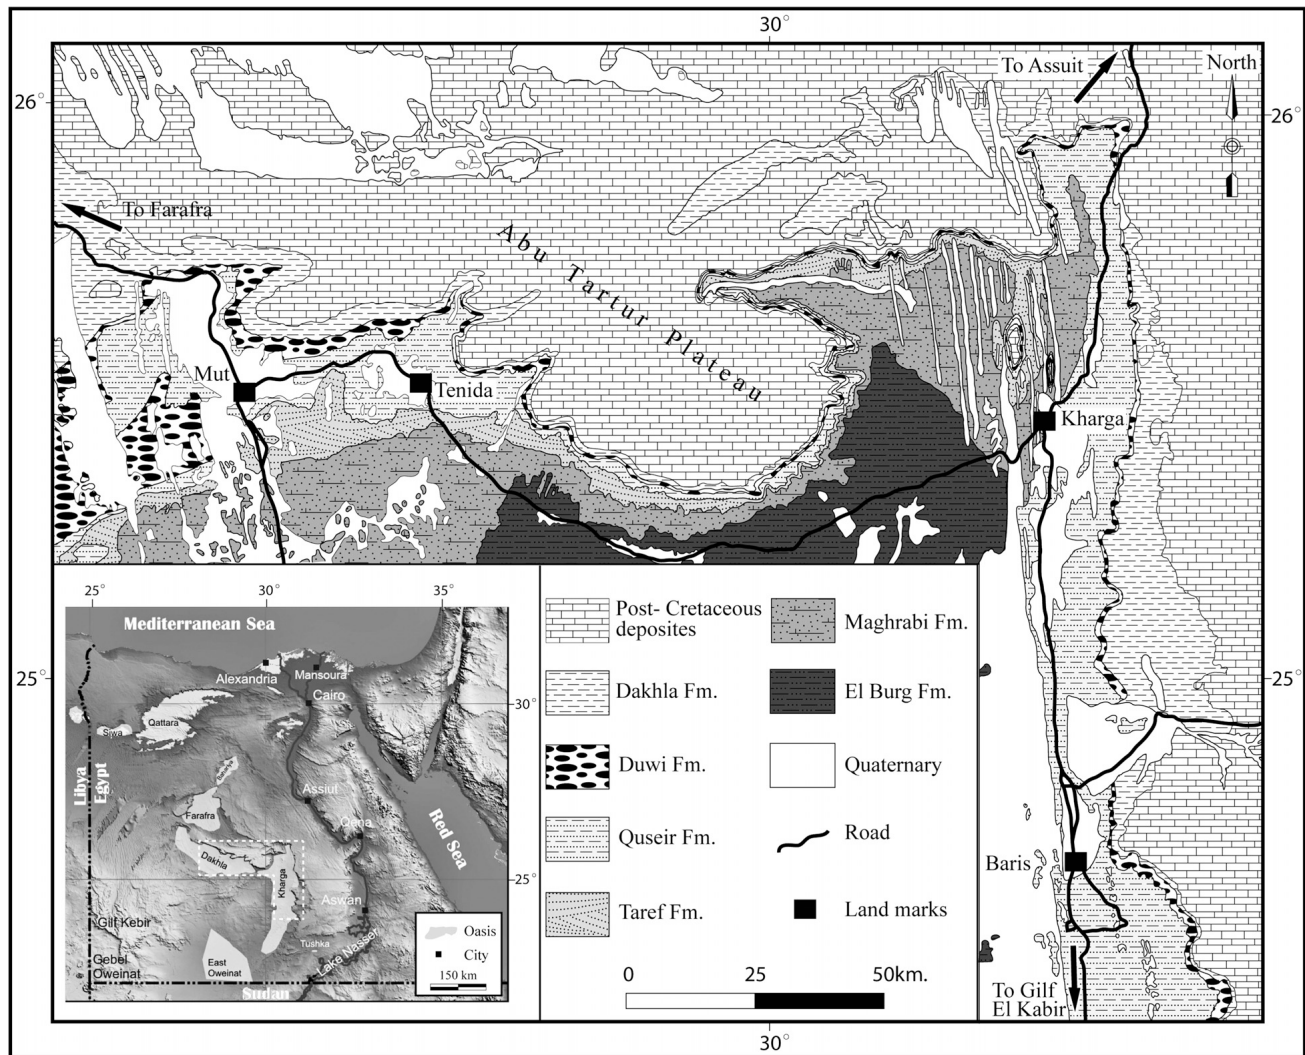 30°
To Assuit
North
26°
26°
To Farafra
Abu Tartur Plateau
Mut
Tenida
Kharga
25°
25°
Baris
To Gilf
El Kabir
30°
25°
30°
35°
Mediterranean Sea
Alexandria
Mansoura
Cairo
30°
Qattara
Siwa
Libya
Egypt
Bahariya
Assiut
Farafra
Qena
Red Sea
Dakhla
Kharga
25°
Aswan
Gilf Kebir
Tushka
Lake Nasser
Gebel
Oweinat
East
Oweinat
Sudan
Oasis
City
150 km
Post- Cretaceous
deposites
Dakhla Fm.
Duwi Fm.
Quseir Fm.
Taref Fm.
Maghrabi Fm.
El Burg Fm.
Quaternary
Road
Land marks
0 25 50km.